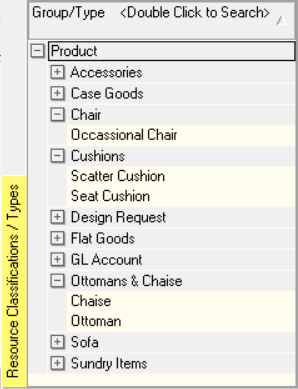 Group/Type <Double Click to Search>
Product
Accessories
Case Goods
Chair
Occassional Chair
Cushions
Scatter Cushion
Seat Cushion
Design Request
Flat Goods
GL Account
Ottomans & Chaise
Chaise
Ottoman
Sofa
Sundry Items
Resource Classifications / Types